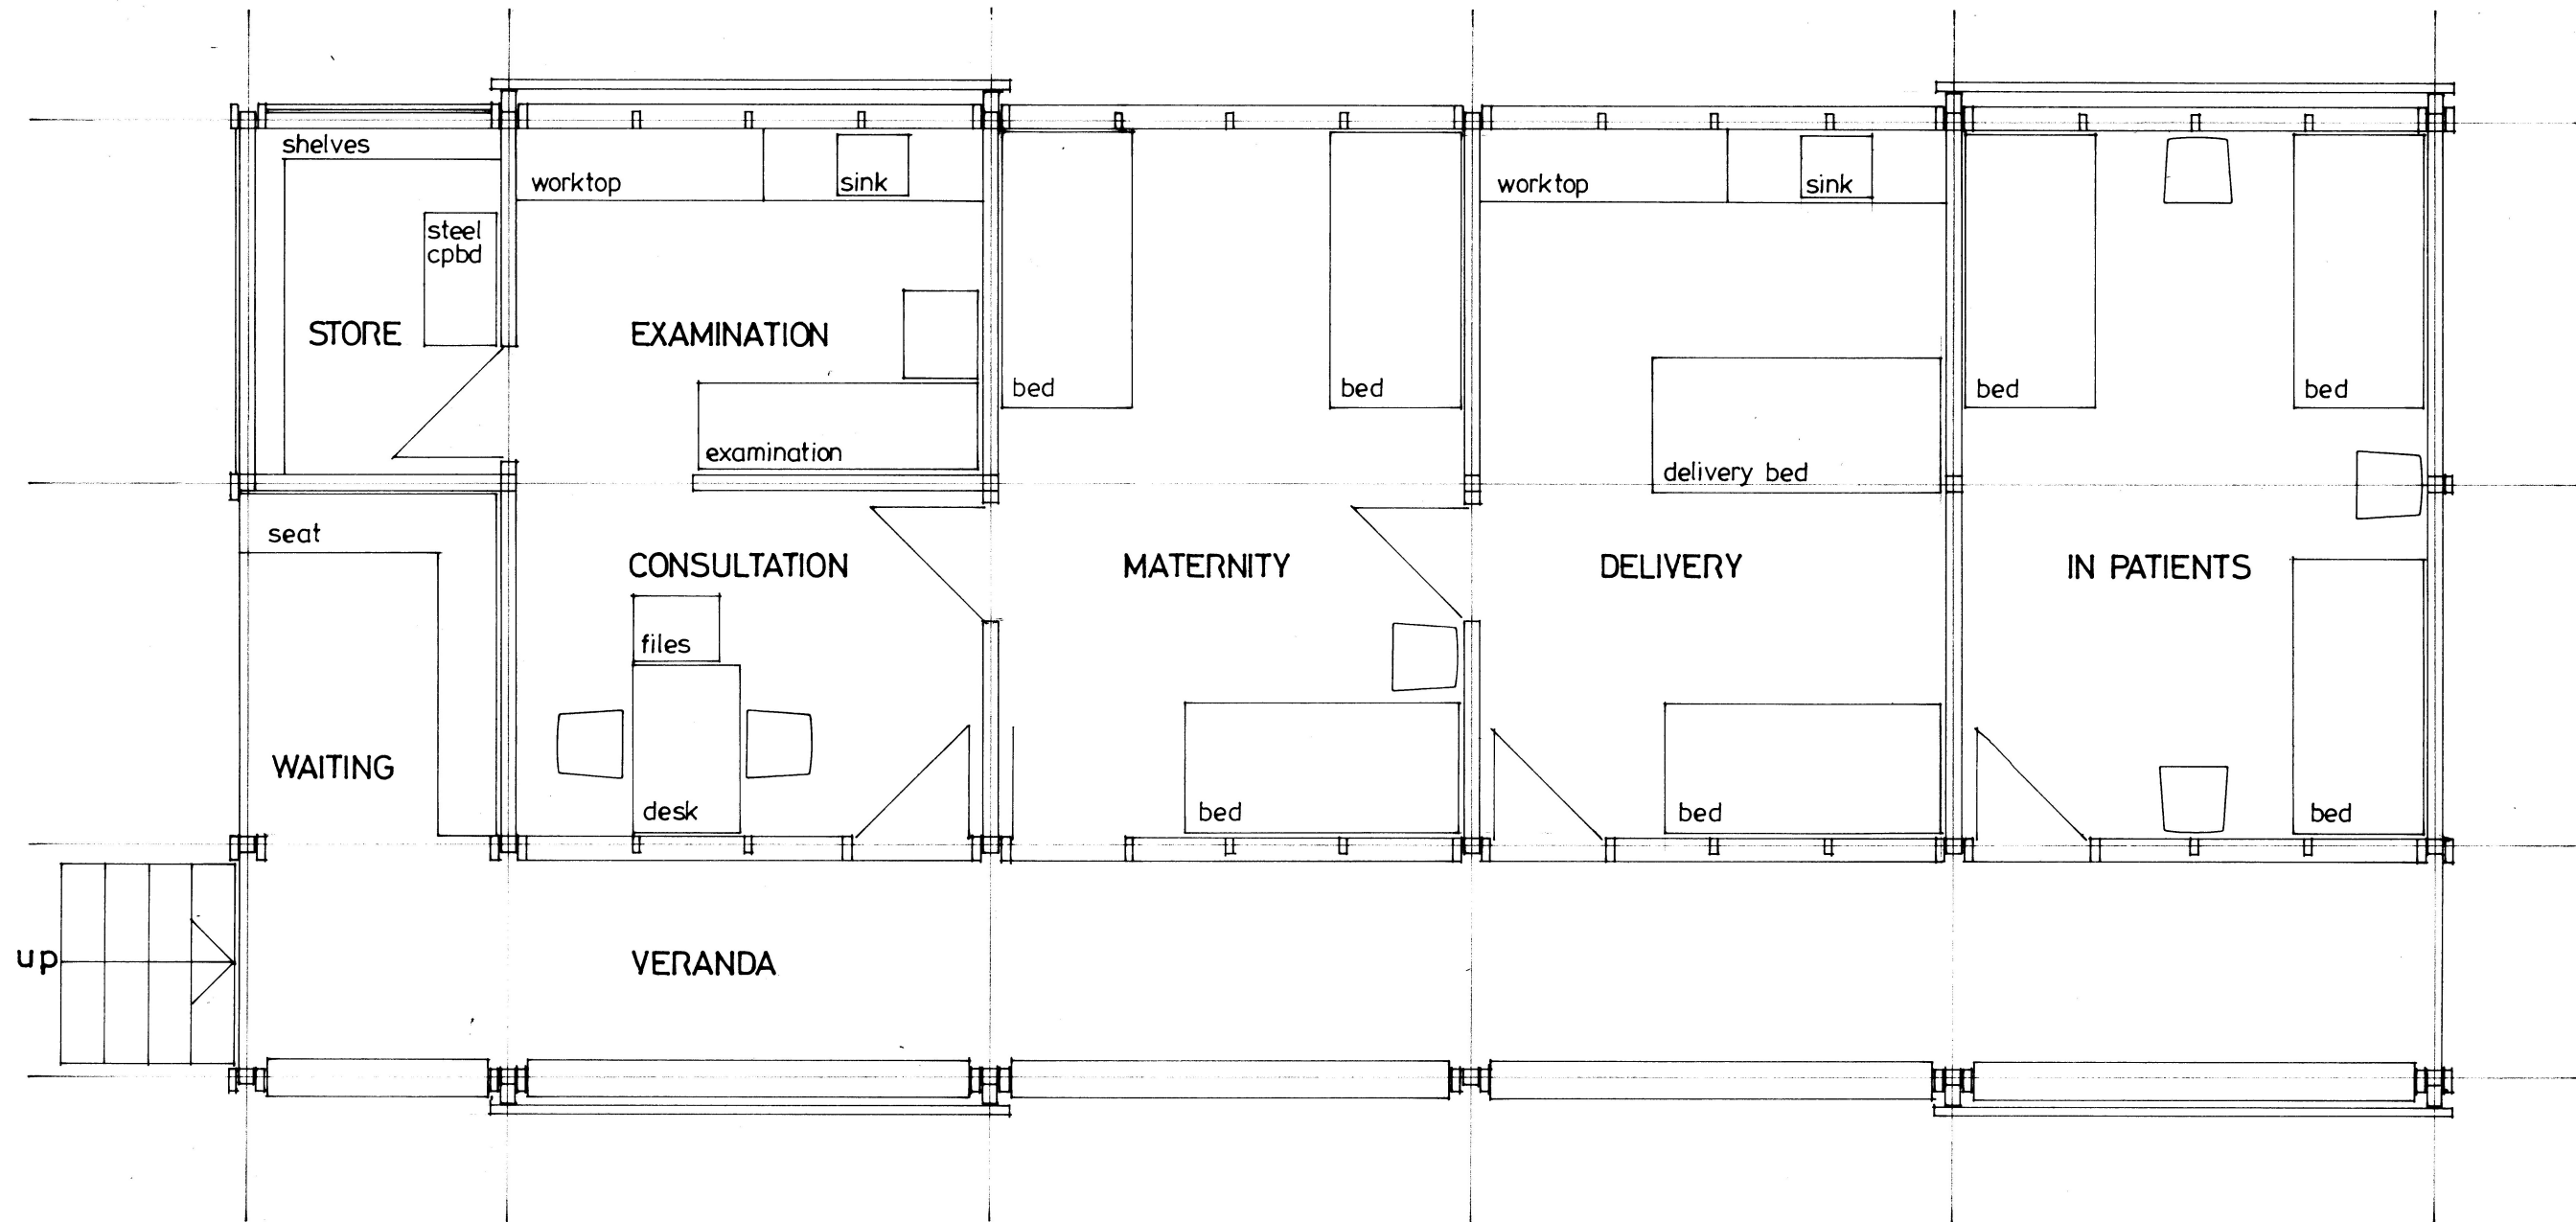 shelves
worktop
sink
worktop
sink
steel
cpbd
STORE
EXAMINATION
bed
bed
bed
bed
examination
delivery bed
seat
CONSULTATION
MATERNITY
DELIVERY
IN PATIENTS
files
WAITING
desk
bed
bed
bed
up
VERANDA